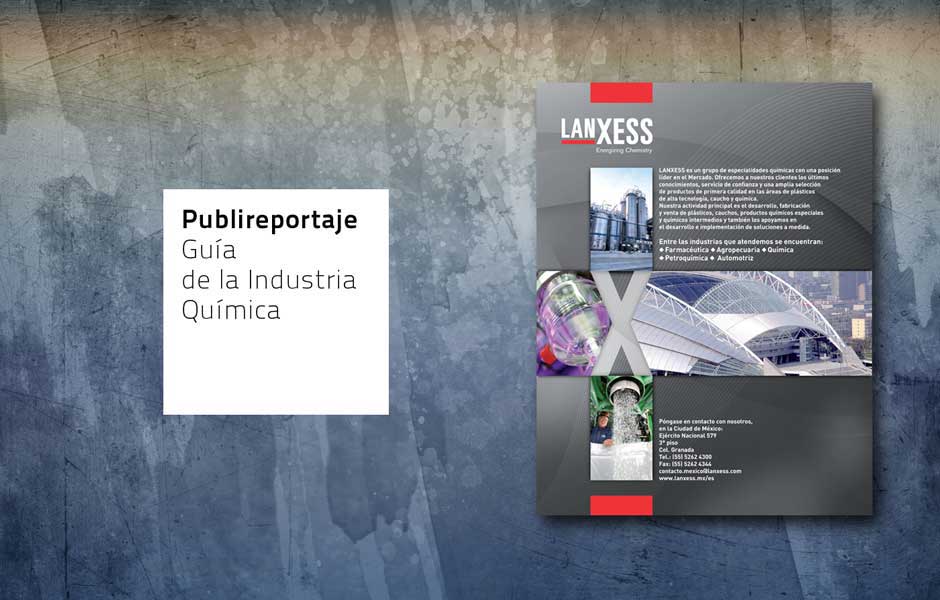 Publireportaje
Guía
de la Industria
Química
LANXESS
Energizing Chemistry
LANXESS es un grupo de especialidades químicas con una posición
líder en el Mercado. Ofrecemos a nuestros clientes los últimos
conocimientos, servicio de confianza y una amplia selección
de productos de primera calidad en las áreas de plásticos
de alta tecnología, caucho y química.
Nuestra actividad principal es el desarrollo, fabricación
y venta de plásticos, cauchos, productos químicos especiales
y químicos intermedios y también los apoyamos en
el desarrollo e implementación de soluciones a medida.
Entre las industrias que atendemos se encuentran:
◆ Farmacéutica ◆ Agropecuaria ◆ Química
◆ Petroquímica ◆ Automotriz
X
Póngase en contacto con nosotros,
en la Ciudad de México:
Ejército Nacional 579
3º piso
Col. Granada
Tel.: (55) 5262 4300
Fax: (55) 5262 4344
contacto.mexico@lanxess.com
www.lanxess.mx/es